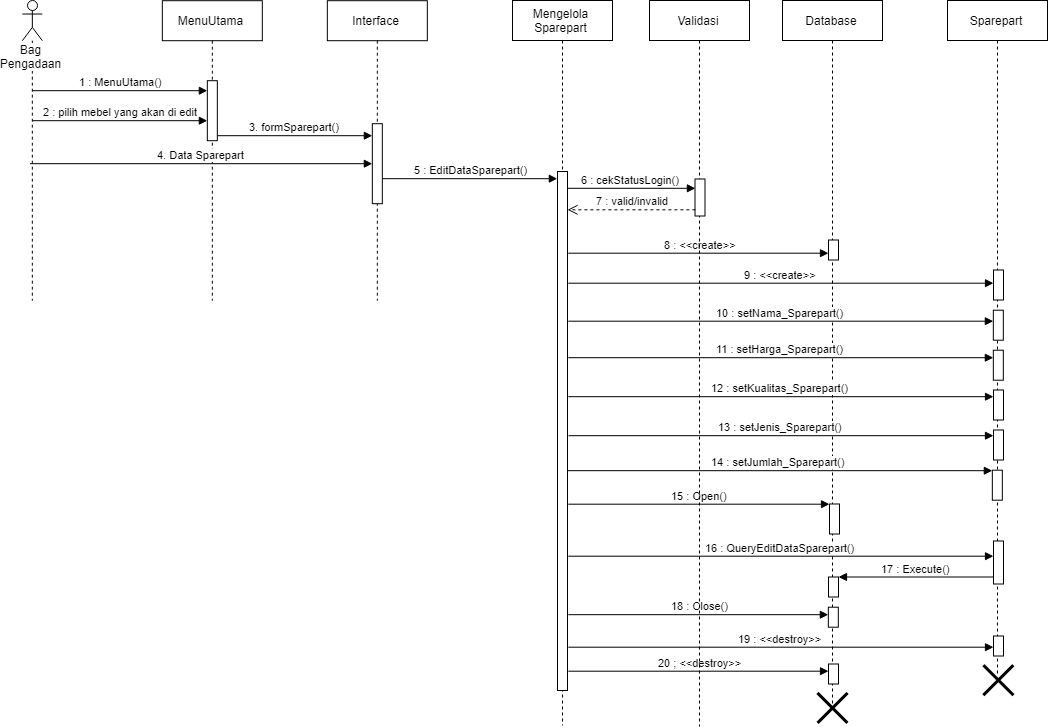 MenuUtama
Interface
Mengelola
Sparepart
Validasi
Database
Sparepart
Bag
Pengadaan
1 : MenuUtama()
2 : pilih mebel yang akan di edit
3. formSparepart()
4. Data Sparepart
5 : EditDataSparepart()
6 : cekStatusLogin()
7 : valid/invalid
8 : <<create>>
9 : <<create>>
10 : setNama_Sparepart()
11 : setHarga_Sparepart()
12 : setKualitas_Sparepart()
13 : setJenis_Sparepart()
14 : setJumlah_Sparepart()
15 : Open()
16 : QueryEditDataSparepart()
17 : Execute()
18 : Close()
19 : <<destroy>>
20 ; <<destroy>>